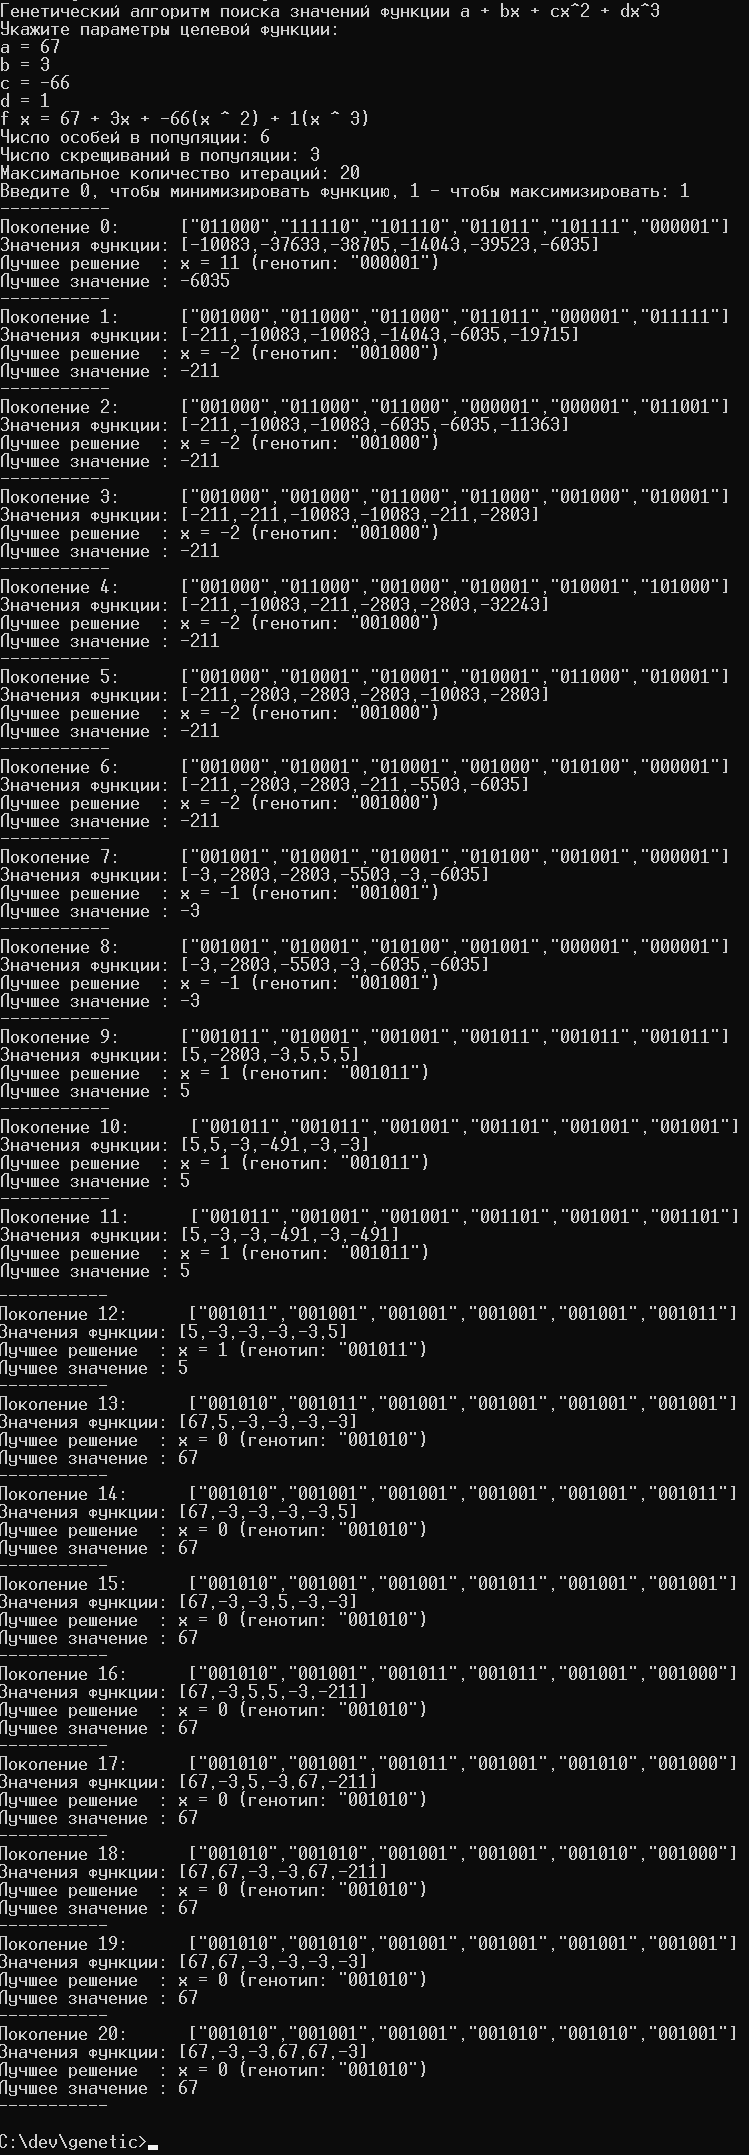 Генетический алгоритм поиска значений функции a + bx + cx^2 + dx^3
Укажите параметры целевой функции:
a = 67
b = 3
c = -66
d = 1
f x = 67 + 3x + -66(x ^ 2) + 1(x ^ 3)
Число особей в популяции: 6
Число скрещиваний в популяции: 3
Максимальное количество итераций: 20
Введите 0, чтобы минимизировать функцию, 1 - чтобы максимизировать: 1
-----------
Поколение 0: ["011000","111110","101110","011011","101111","000001"]
Значения функции: [-10083,-37633,-38705,-14043,-39523,-6035]
Лучшее решение : x = 11 (генотип: "000001")
Лучшее значение : -6035
-----------
Поколение 1: ["001000","011000","011000","011011","000001","011111"]
Значения функции: [-211,-10083,-10083,-14043,-6035,-19715]
Лучшее решение : x = -2 (генотип: "001000")
Лучшее значение : -211
-----------
Поколение 2: ["001000","011000","011000","000001","000001","011001"]
Значения функции: [-211,-10083,-10083,-6035,-6035,-11363]
Лучшее решение : x = -2 (генотип: "001000")
Лучшее значение : -211
-----------
Поколение 3: ["001000","001000","011000","011000","001000","010001"]
Значения функции: [-211,-211,-10083,-10083,-211,-2803]
Лучшее решение : x = -2 (генотип: "001000")
Лучшее значение : -211
-----------
Поколение 4: ["001000","011000","001000","010001","010001","101000"]
Значения функции: [-211,-10083,-211,-2803,-2803,-32243]
Лучшее решение : x = -2 (генотип: "001000")
Лучшее значение : -211
-----------
Поколение 5: ["001000","010001","010001","010001","011000","010001"]
Значения функции: [-211,-2803,-2803,-2803,-10083,-2803]
Лучшее решение : x = -2 (генотип: "001000")
Лучшее значение : -211
-----------
Поколение 6: ["001000","010001","010001","001000","010100","000001"]
Значения функции: [-211,-2803,-2803,-211,-5503,-6035]
Лучшее решение : x = -2 (генотип: "001000")
Лучшее значение : -211
-----------
Поколение 7: ["001001","010001","010001","010100","001001","000001"]
Значения функции: [-3,-2803,-2803,-5503,-3,-6035]
Лучшее решение : x = -1 (генотип: "001001")
Лучшее значение : -3
-----------
Поколение 8: ["001001","010001","010100","001001","000001","000001"]
Значения функции: [-3,-2803,-5503,-3,-6035,-6035]
Лучшее решение : x = -1 (генотип: "001001")
Лучшее значение : -3
-----------
Поколение 9: ["001011","010001","001001","001011","001011","001011"]
Значения функции: [5,-2803,-3,5,5,5]
Лучшее решение : x = 1 (генотип: "001011")
Лучшее значение : 5
-----------
Поколение 10: ["001011","001011","001001","001101","001001","001001"]
Значения функции: [5,5,-3,-491,-3,-3]
Лучшее решение : x = 1 (генотип: "001011")
Лучшее значение : 5
-----------
Поколение 11: ["001011","001001","001001","001101","001001","001101"]
Значения функции: [5,-3,-3,-491,-3,-491]
Лучшее решение : x = 1 (генотип: "001011")
Лучшее значение : 5
-----------
Поколение 12: ["001011","001001","001001","001001","001001","001011"]
Значения функции: [5,-3,-3,-3,-3,5]
Лучшее решение : x = 1 (генотип: "001011")
Лучшее значение : 5
-----------
Поколение 13: ["001010","001011","001001","001001","001001","001001"]
Значения функции: [67,5,-3,-3,-3,-3]
Лучшее решение : x = 0 (генотип: "001010")
Лучшее значение : 67
-----------
Поколение 14: ["001010","001001","001001","001001","001001","001011"]
Значения функции: [67,-3,-3,-3,-3,5]
Лучшее решение : x = 0 (генотип: "001010")
Лучшее значение : 67
-----------
Поколение 15: ["001010","001001","001001","001011","001001","001001"]
Значения функции: [67,-3,-3,5,-3,-3]
Лучшее решение : x = 0 (генотип: "001010")
Лучшее значение : 67
-----------
Поколение 16: ["001010","001001","001011","001011","001001","001000"]
Значения функции: [67,-3,5,5,-3,-211]
Лучшее решение : x = 0 (генотип: "001010")
Лучшее значение : 67
-----------
Поколение 17: ["001010","001001","001011","001001","001010","001000"]
Значения функции: [67,-3,5,-3,67,-211]
Лучшее решение : x = 0 (генотип: "001010")
Лучшее значение : 67
-----------
Поколение 18: ["001010","001010","001001","001001","001010","001000"]
Значения функции: [67,67,-3,-3,67,-211]
Лучшее решение : x = 0 (генотип: "001010")
Лучшее значение : 67
-----------
Поколение 19: ["001010","001010","001001","001001","001001","001001"]
Значения функции: [67,67,-3,-3,-3,-3]
Лучшее решение : x = 0 (генотип: "001010")
Лучшее значение : 67
-----------
Поколение 20: ["001010","001001","001001","001010","001010","001001"]
Значения функции: [67,-3,-3,67,67,-3]
Лучшее решение : x = 0 (генотип: "001010")
Лучшее значение : 67
-----------
C:\dev\genetic>